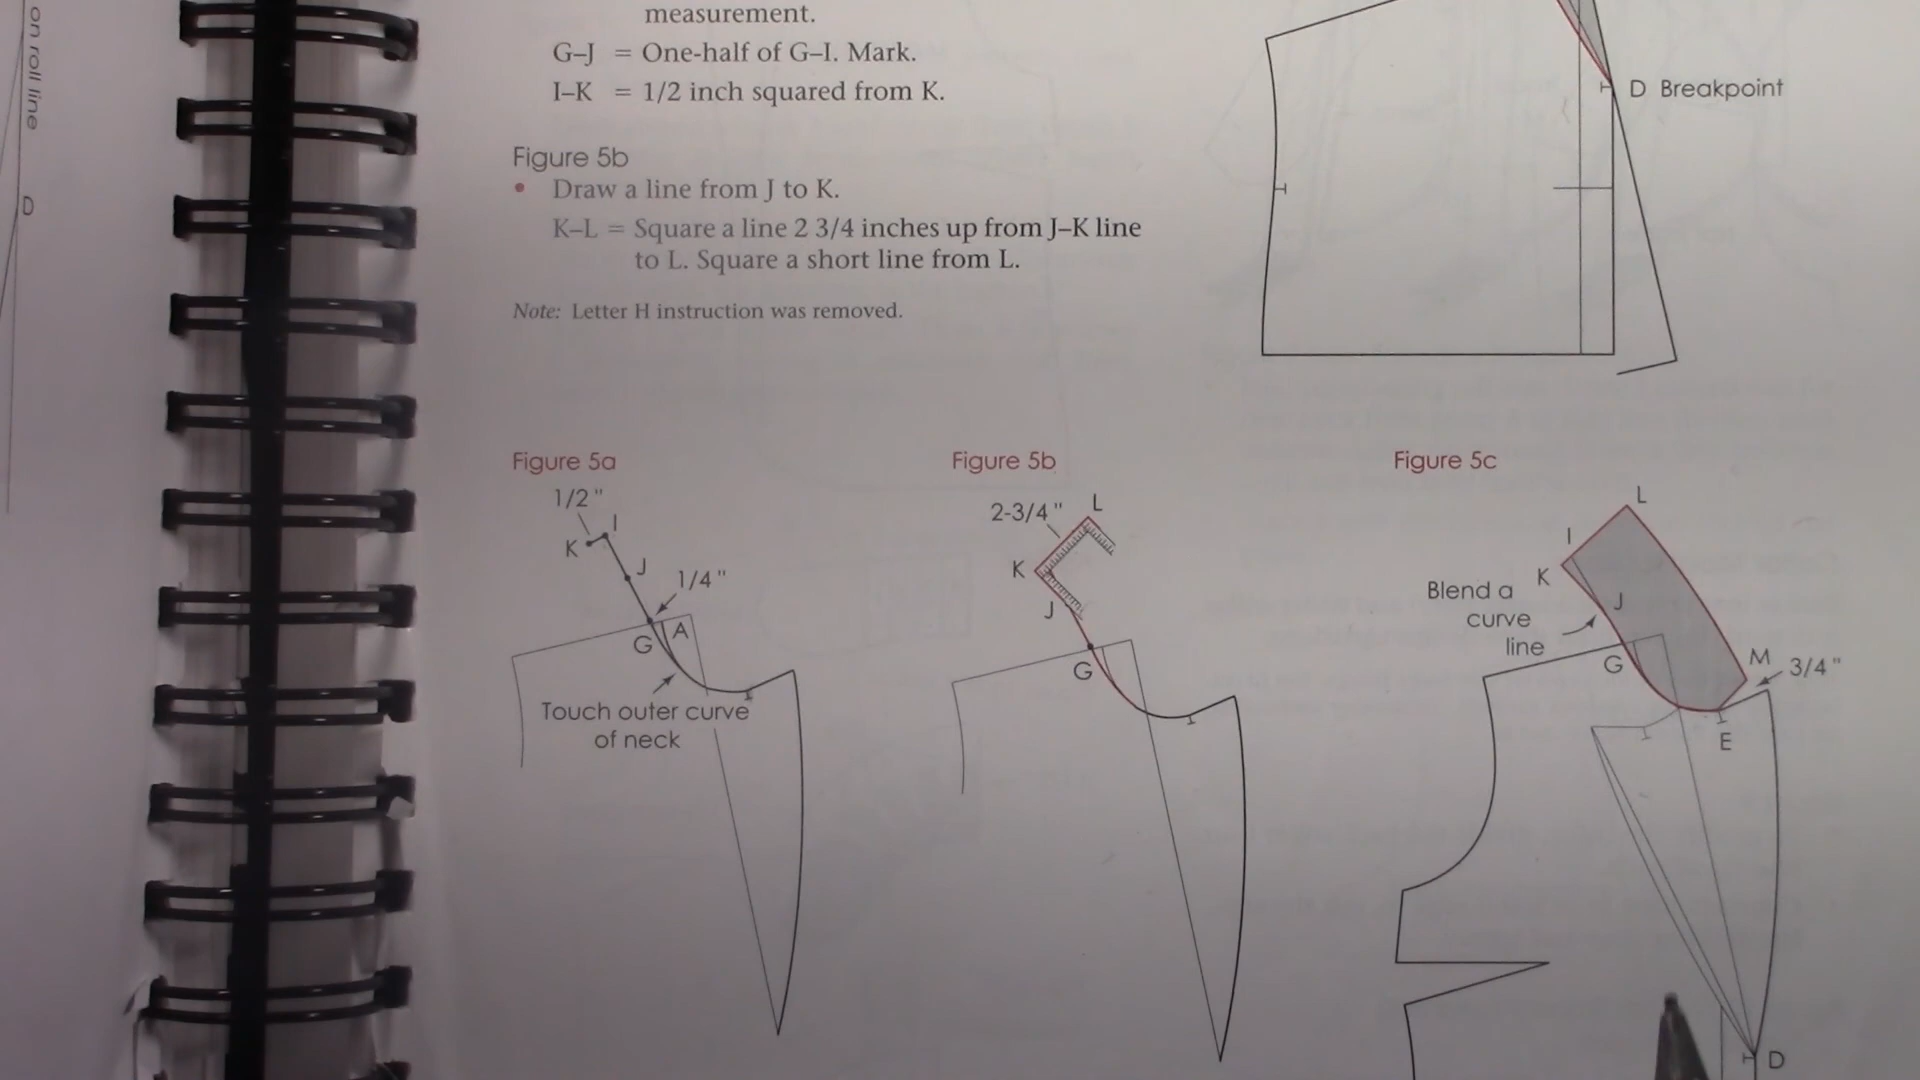 on roll line
D
measurement.
G–J = One-half of G–I. Mark.
I–K = 1/2 inch squared from K.
Figure 5b
• Draw a line from J to K.
K–L = Square a line 2 3/4 inches up from J–K line
to L. Square a short line from L.
Note: Letter H instruction was removed.
D Breakpoint
Figure 5a
1/2"
I
K
J
1/4"
G
A
Touch outer curve
of neck
Figure 5b
2-3/4"
L
K
J
G
Figure 5c
L
I
K
Blend a
curve
line
J
G
M
3/4"
E
D